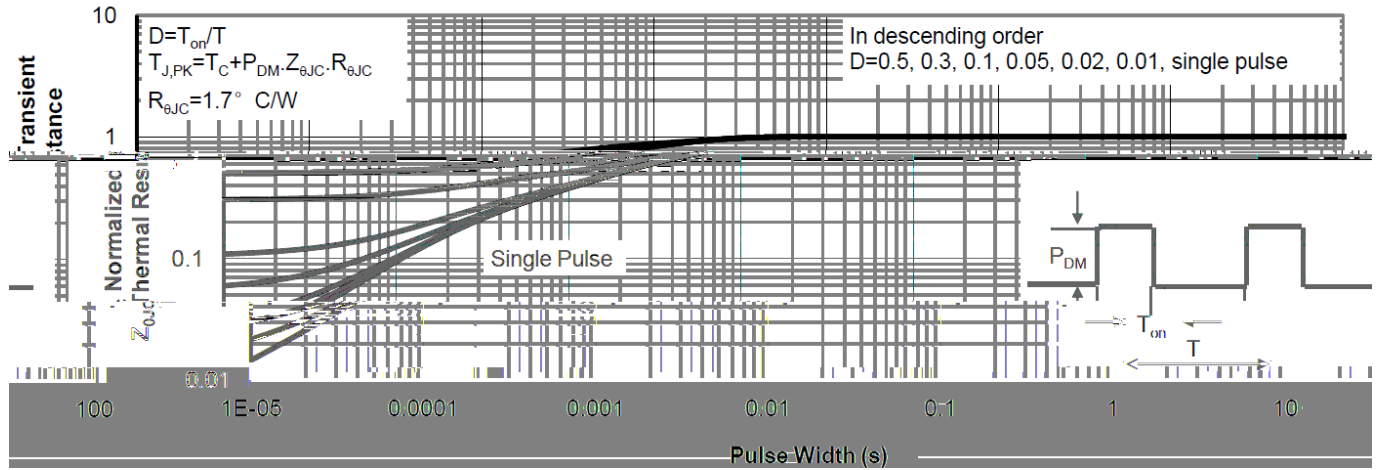 10
D=Ton/T
TJ,PK=TC+PDM.ZθJC.RθJC
RθJC=1.7° C/W
In descending order
D=0.5, 0.3, 0.1, 0.05, 0.02, 0.01, single pulse
1
Normalized
ZθJC
0.1
Single Pulse
PDM
Ton
T
0.01
100
1E-05
0.0001
0.001
0.01
0.1
1
10
Pulse Width (s)